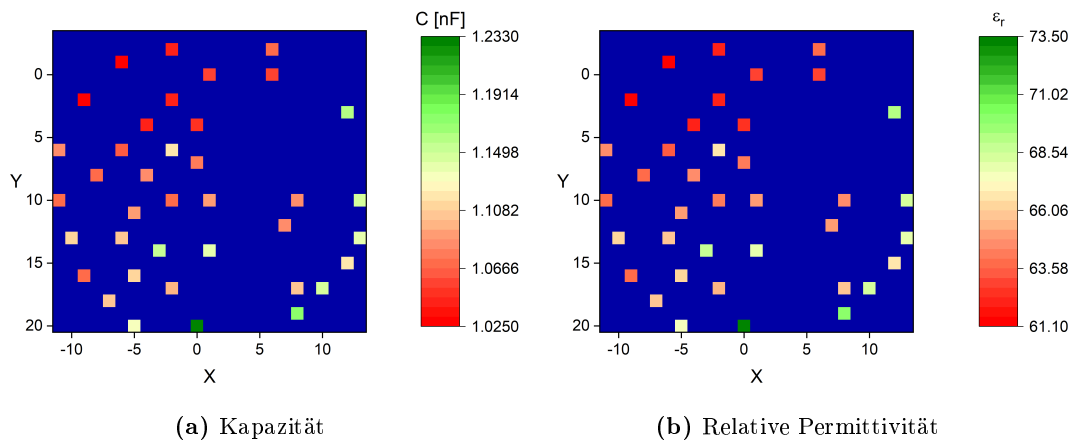 C [nF]
1.2330
1.1914
1.1498
1.1082
1.0666
1.0250
0
5
10
15
20
Y
-10 -5 0 5 10
X
(a) Kapazität
εr
73.50
71.02
68.54
66.06
63.58
61.10
0
5
10
15
20
Y
-10 -5 0 5 10
X
(b) Relative Permittivität